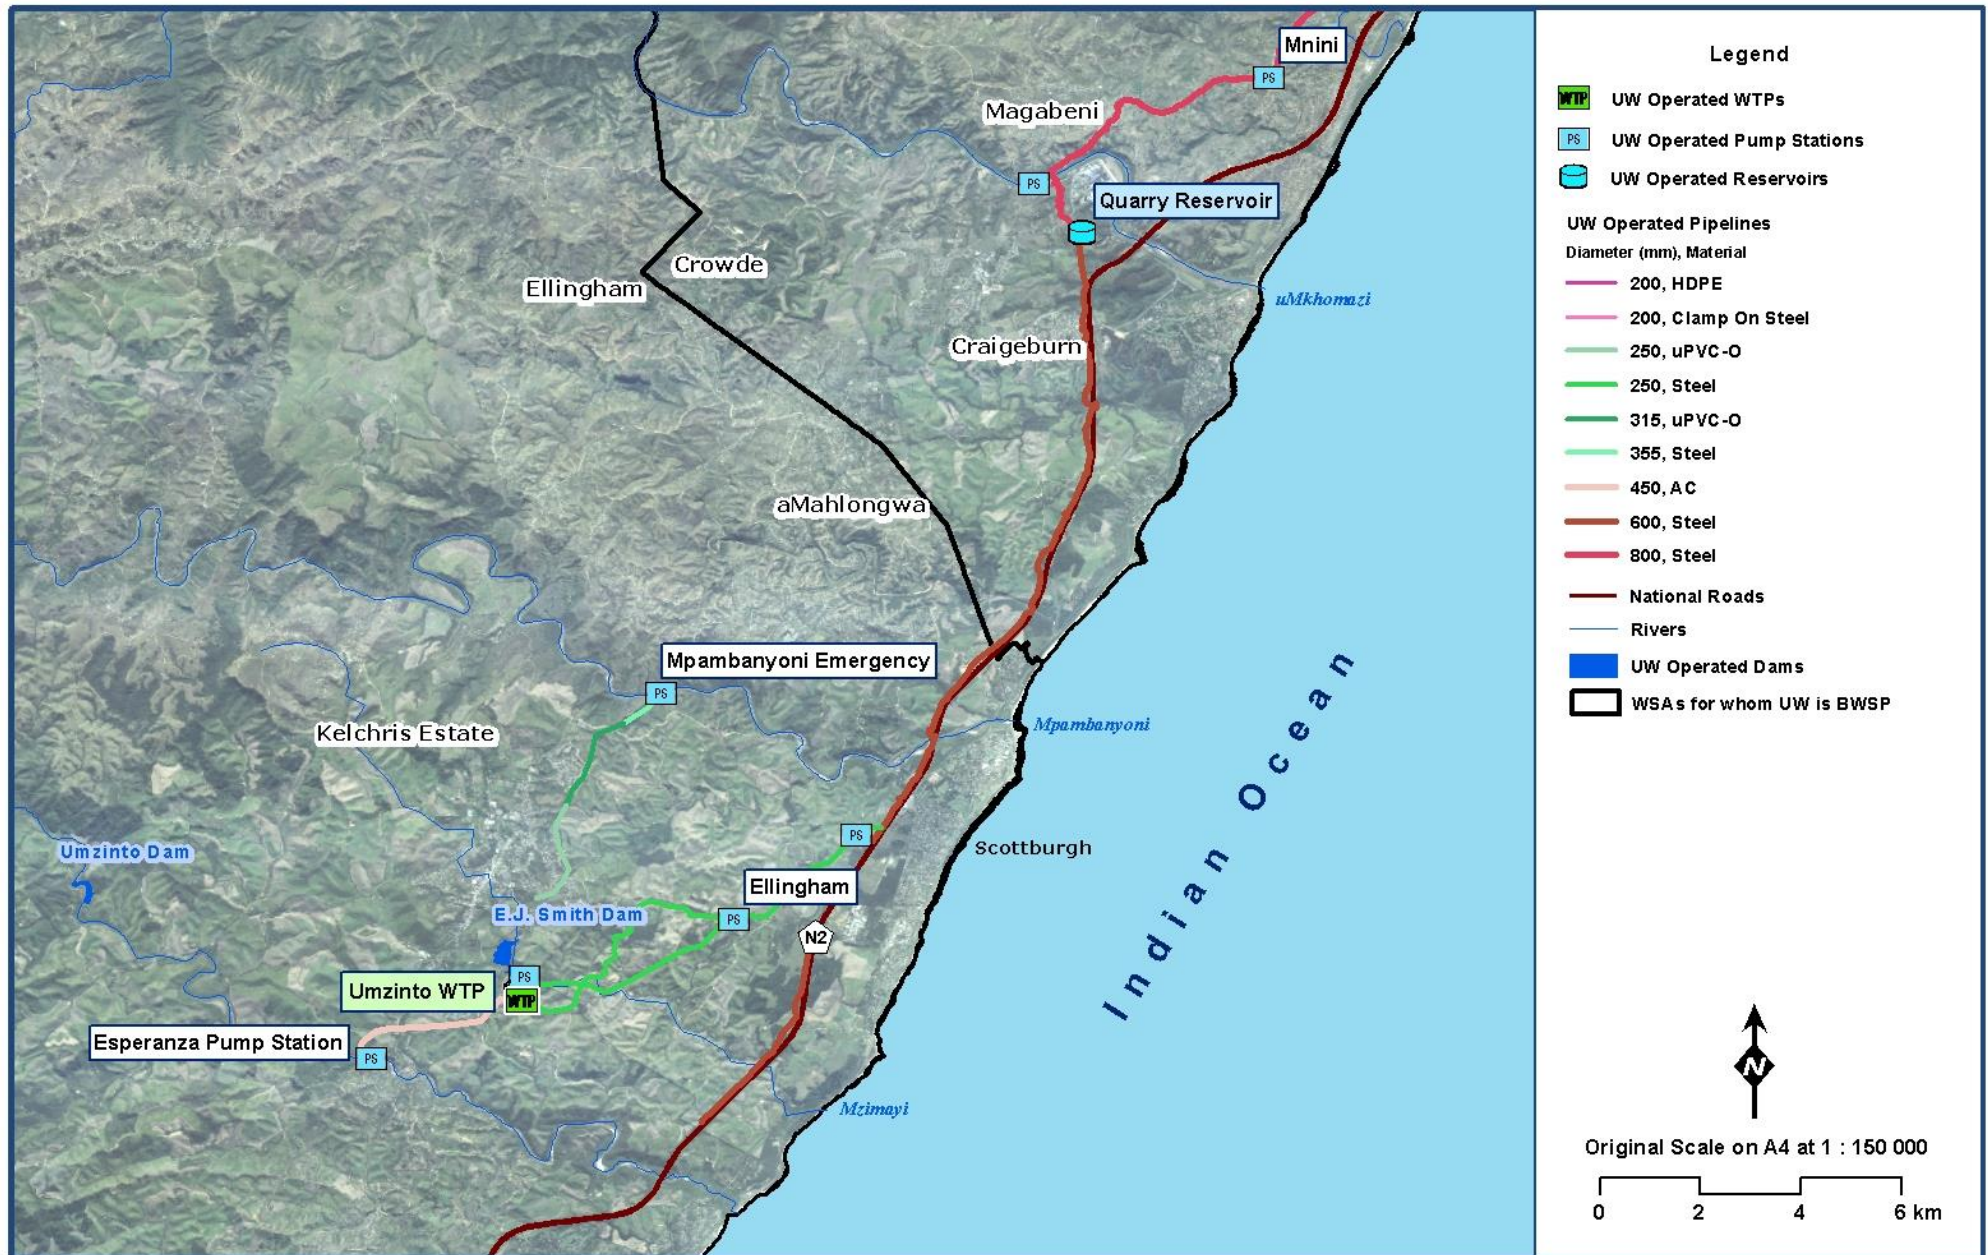 Mnini
PS
Magabeni
PS
Quarry Reservoir
Crowde
Ellingham
uMkhomazi
Craigeburn
aMahlongwa
Mpambanyoni Emergency
PS
Kelchris Estate
Mpambanyoni
PS
Scottburgh
Umzinto Dam
Ellingham
E.J. Smith Dam
PS
N2
PS
Umzinto WTP
WTP
Esperanza Pump Station
PS
Mzimayi
Indian Ocean
Legend
WTP UW Operated WTPs
PS UW Operated Pump Stations
UW Operated Reservoirs
UW Operated Pipelines
Diameter (mm), Material
200, HDPE
200, Clamp On Steel
250, uPVC-O
250, Steel
315, uPVC-O
355, Steel
450, AC
600, Steel
800, Steel
National Roads
Rivers
UW Operated Dams
WSAs for whom UW is BWSP
N
Original Scale on A4 at 1 : 150 000
0 2 4 6 km